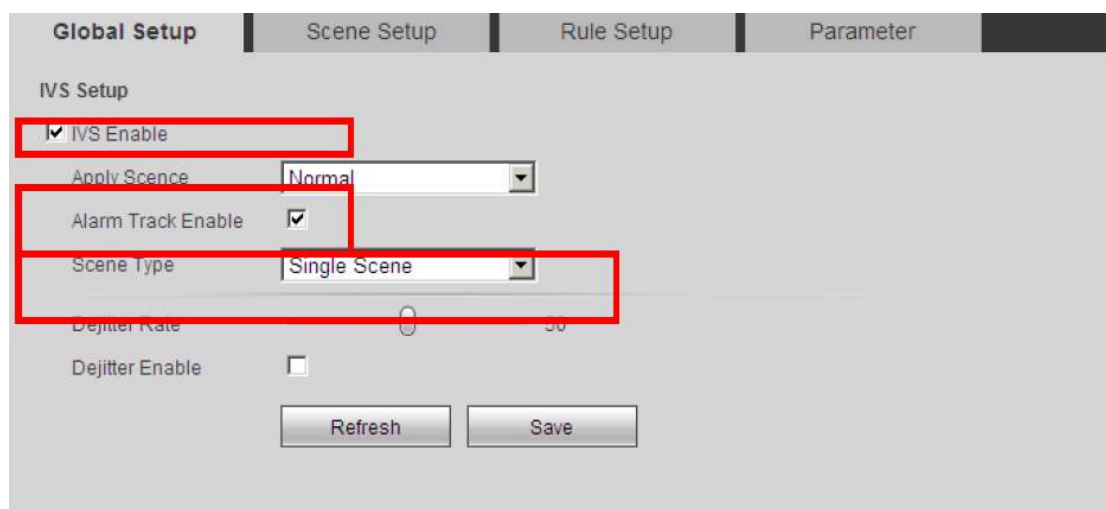 Global Setup Scene Setup Rule Setup Parameter
IVS Setup
IVS Enable
Apply Scence Normal
Alarm Track Enable
Scene Type Single Scene
Dejitter Rate 50
Dejitter Enable
Refresh Save